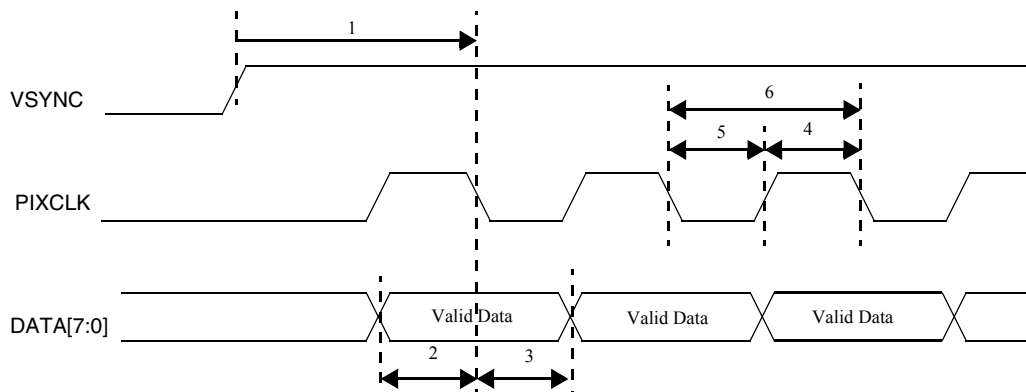 1
VSYNC
6
5 4
PIXCLK
DATA[7:0] Valid Data Valid Data Valid Data
2 3